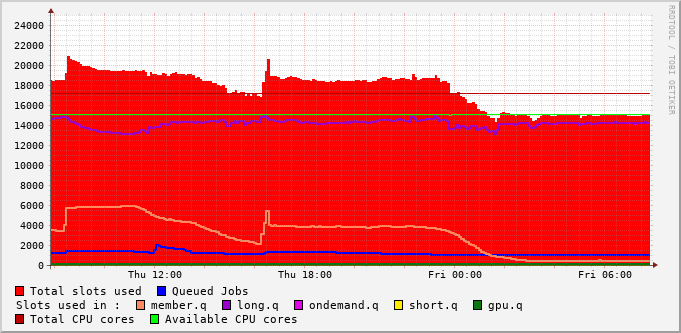 24000
22000
20000
18000
16000
14000
12000
10000
8000
6000
4000
2000
0
Thu 12:00 Thu 18:00 Fri 00:00 Fri 06:00
Total slots used Queued Jobs
Slots used in : member.q long.q ondemand.q short.q gpu.q
Total CPU cores Available CPU cores
RRDTOOL / TOBI OETIKER